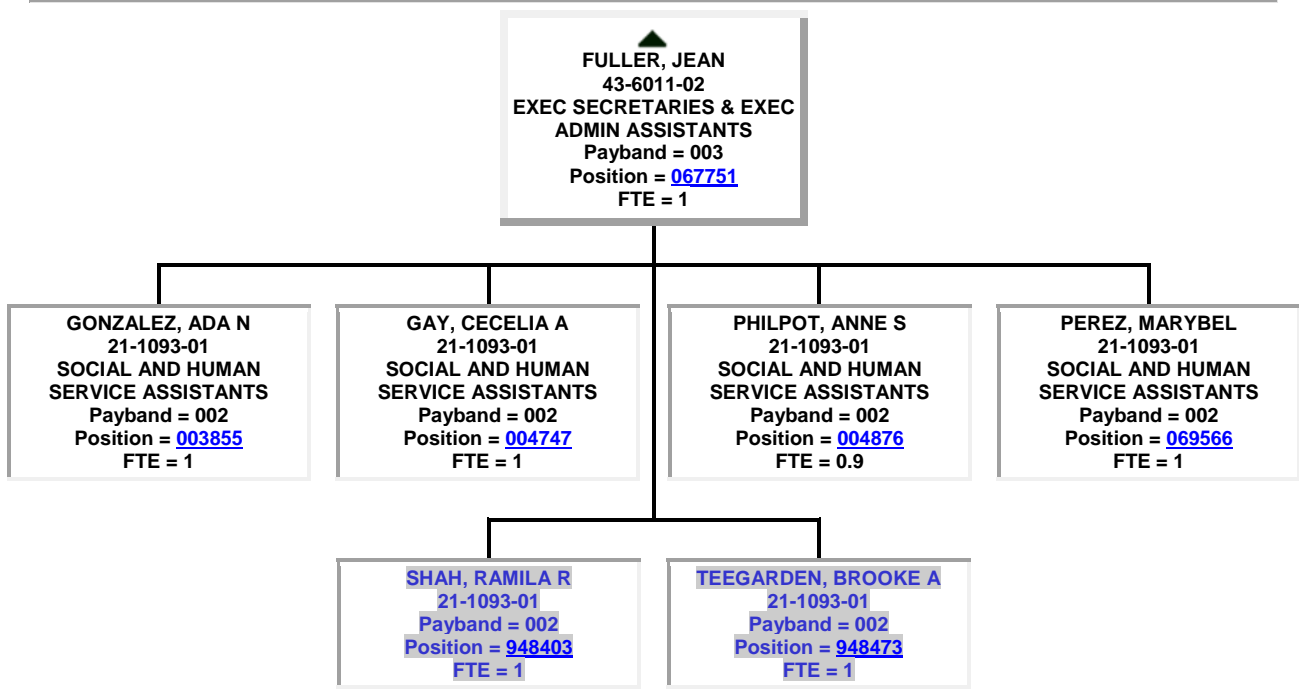 FULLER, JEAN
43-6011-02
EXEC SECRETARIES & EXEC
ADMIN ASSISTANTS
Payband = 003
Position = 067751
FTE = 1
GONZALEZ, ADA N
21-1093-01
SOCIAL AND HUMAN
SERVICE ASSISTANTS
Payband = 002
Position = 003855
FTE = 1
GAY, CECELIA A
21-1093-01
SOCIAL AND HUMAN
SERVICE ASSISTANTS
Payband = 002
Position = 004747
FTE = 1
PHILPOT, ANNE S
21-1093-01
SOCIAL AND HUMAN
SERVICE ASSISTANTS
Payband = 002
Position = 004876
FTE = 0.9
PEREZ, MARYBEL
21-1093-01
SOCIAL AND HUMAN
SERVICE ASSISTANTS
Payband = 002
Position = 069566
FTE = 1
SHAH, RAMILA R
21-1093-01
Payband = 002
Position = 948403
FTE = 1
TEEGARDEN, BROOKE A
21-1093-01
Payband = 002
Position = 948473
FTE = 1